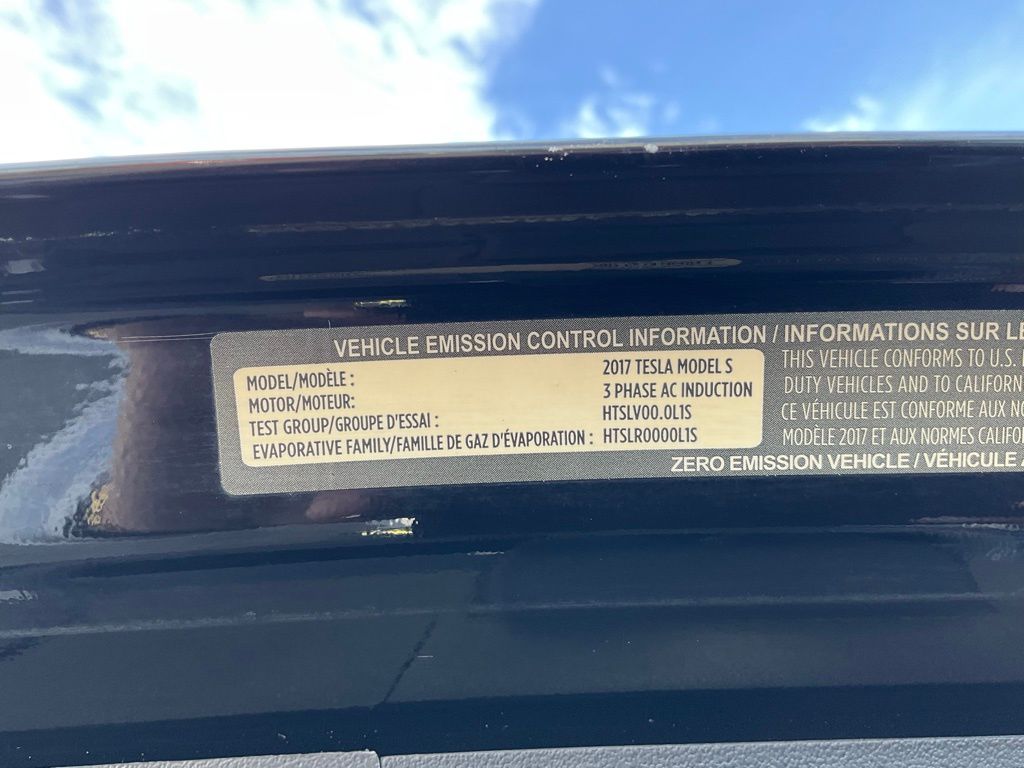 VEHICLE EMISSION CONTROL INFORMATION / INFORMATIONS SUR LE
MODEL/MODÈLE : 2017 TESLA MODEL S
MOTOR/MOTEUR: 3 PHASE AC INDUCTION
TEST GROUP/GROUPE D'ESSAI : HTSLV00.0L1S
EVAPORATIVE FAMILY/FAMILLE DE GAZ D'ÉVAPORATION : HTSLR0000L1S
THIS VEHICLE CONFORMS TO U.S.
DUTY VEHICLES AND TO CALIFORN
CE VÉHICULE EST CONFORME AUX NO
MODÈLE 2017 ET AUX NORMES CALIFO
ZERO EMISSION VEHICLE / VÉHICULE